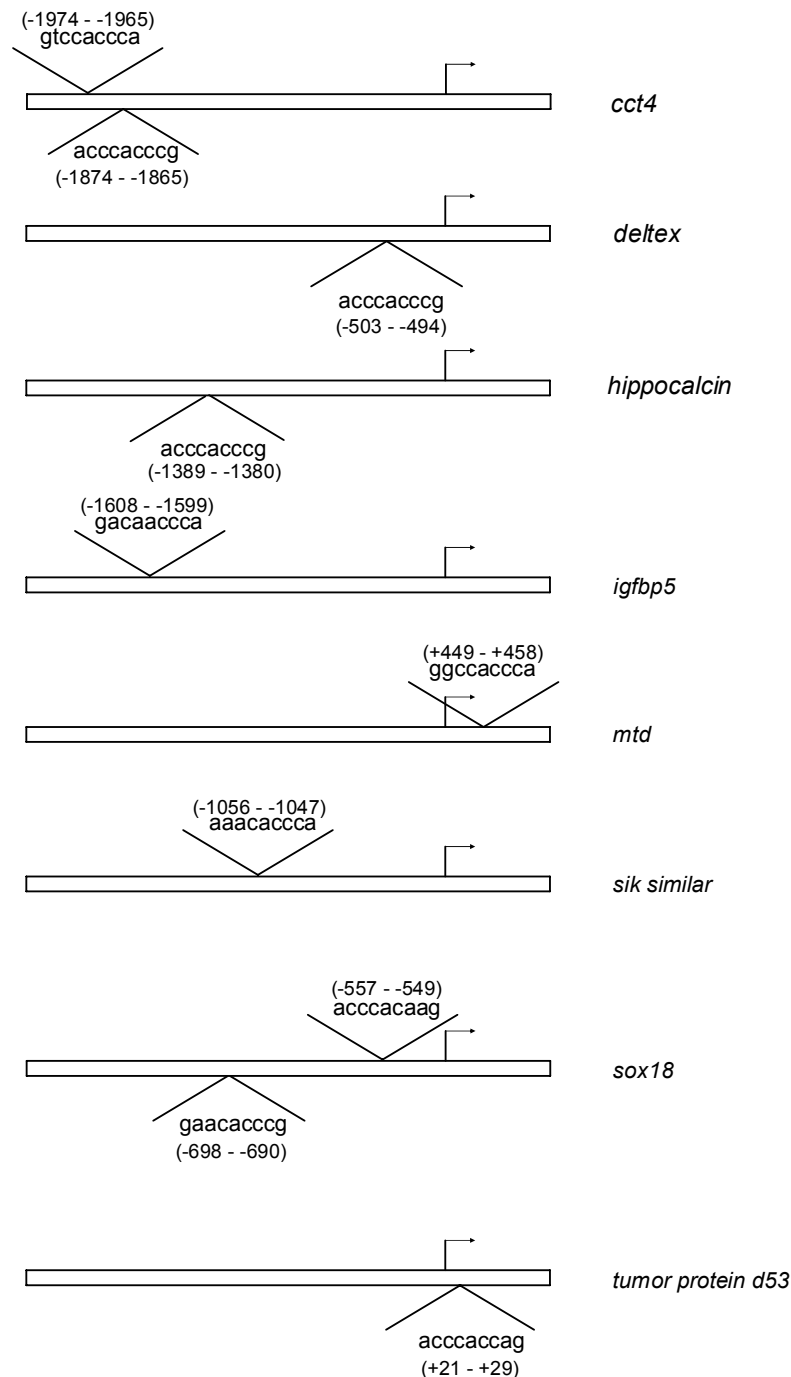 (-1974 - -1965)
gtccaccca
cct4
acccacccg
(-1874 - -1865)
deltex
acccacccg
(-503 - -494)
hippocalcin
acccacccg
(-1389 - -1380)
(-1608 - -1599)
gacaaccca
igfbp5
(+449 - +458)
ggccaccca
mtd
(-1056 - -1047)
aaacaccca
sik similar
(-557 - -549)
acccacaag
sox18
gaacacccg
(-698 - -690)
tumor protein d53
acccaccag
(+21 - +29)